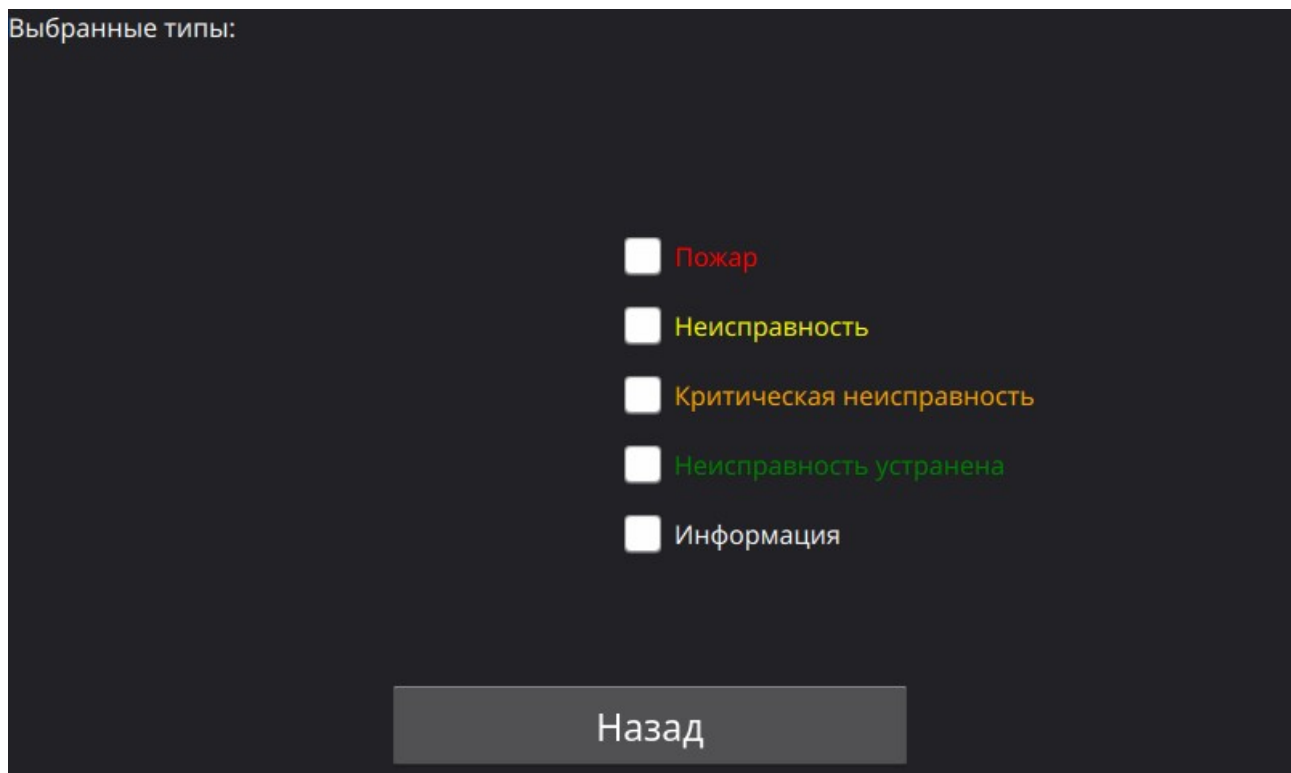 Выбранные типы:
Пожар
Неисправность
Критическая неисправность
Неисправность устранена
Информация
Назад